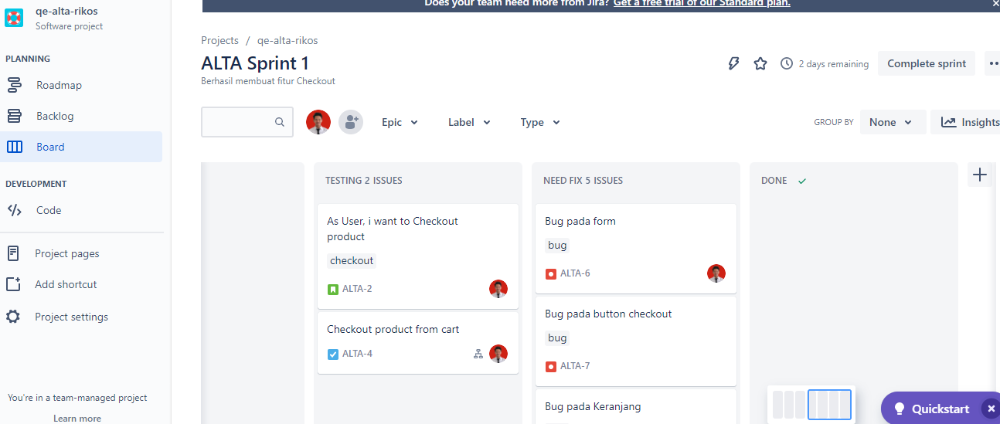 qe-alta-rikos
Software project
PLANNING
Roadmap
Backlog
Board
DEVELOPMENT
Code
Project pages
Add shortcut
Project settings
You're in a team-managed project
Learn more
Does your team need more from Jira? Get a free trial of our Standard plan.
Projects / qe-alta-rikos
ALTA Sprint 1
Berhasil membuat fitur Checkout
2 days remaining
Complete sprint
Epic
Label
Type
GROUP BY
None
Insights
TESTING 2 ISSUES
As User, i want to Checkout
product
checkout
ALTA-2
Checkout product from cart
ALTA-4
NEED FIX 5 ISSUES
Bug pada form
bug
ALTA-6
Bug pada button checkout
bug
ALTA-7
Bug pada Keranjang
DONE
Quickstart